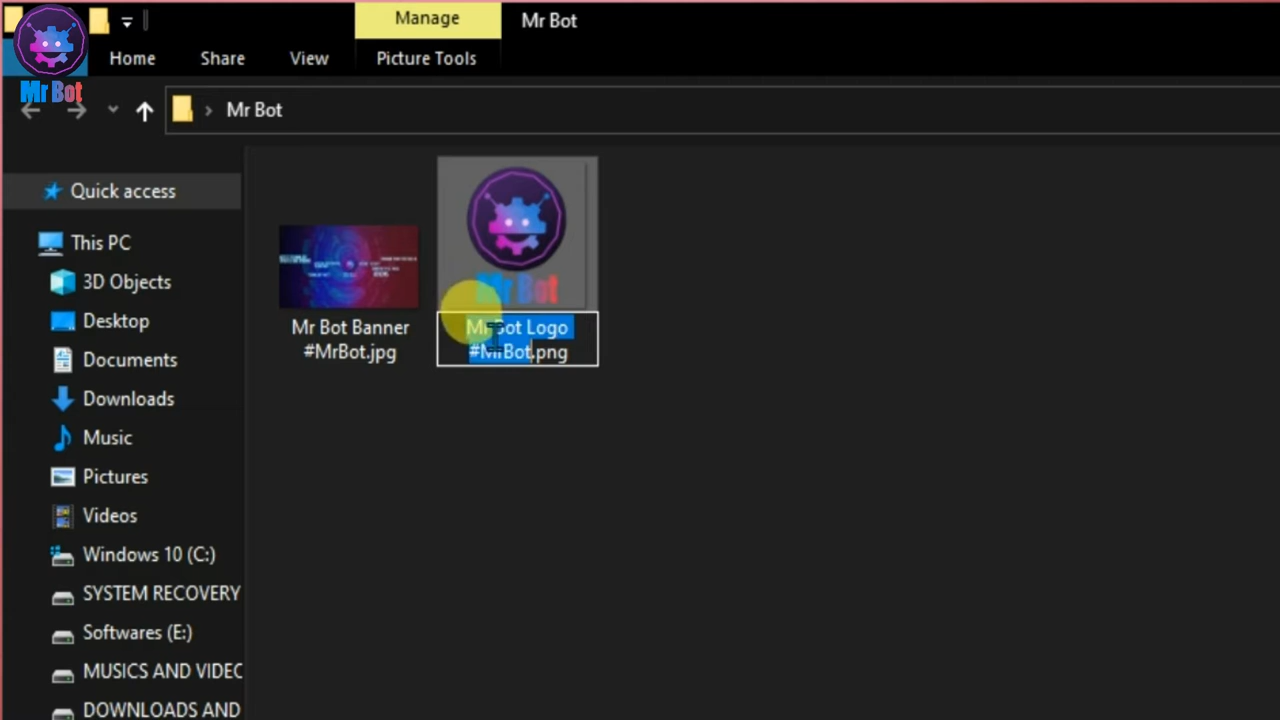 Manage
Mr Bot
Home
Share
View
Picture Tools
Mr Bot
Mr Bot
Quick access
This PC
3D Objects
Desktop
Documents
Downloads
Music
Pictures
Videos
Windows 10 (C:)
SYSTEM RECOVERY
Softwares (E:)
MUSICS AND VIDEO
DOWNLOADS AND
Mr Bot
Mr Bot Banner
#MrBot.jpg
Mr Bot Logo
#MrBot.png